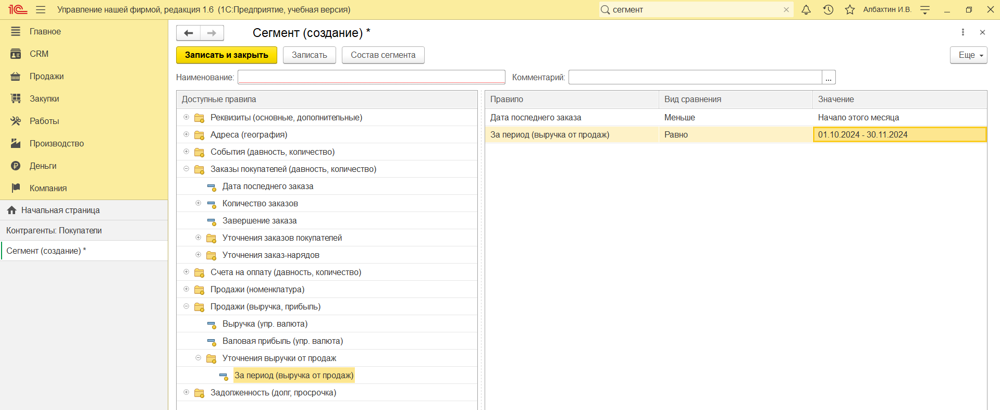 1С Управление нашей фирмой, редакция 1.6 (1С:Предприятие, учебная версия) сегмент Албахтин И.В.
Главное
CRM
Продажи
Закупки
Работы
Производство
Деньги
Компания
Начальная страница
Контрагенты: Покупатели
Сегмент (создание) *
Сегмент (создание) *
Записать и закрыть Записать Состав сегмента Еще
Наименование: Комментарий: ...
Доступные правила
Реквизиты (основные, дополнительные)
Адреса (география)
События (давность, количество)
Заказы покупателей (давность, количество)
Дата последнего заказа
Количество заказов
Завершение заказа
Уточнения заказов покупателей
Уточнения заказ-нарядов
Счета на оплату (давность, количество)
Продажи (номенклатура)
Продажи (выручка, прибыль)
Выручка (упр. валюта)
Валовая прибыль (упр. валюта)
Уточнения выручки от продаж
За период (выручка от продаж)
Задолженность (долг, просрочка)
Правило Вид сравнения Значение
Дата последнего заказа Меньше Начало этого месяца
За период (выручка от продаж) Равно 01.10.2024 - 30.11.2024